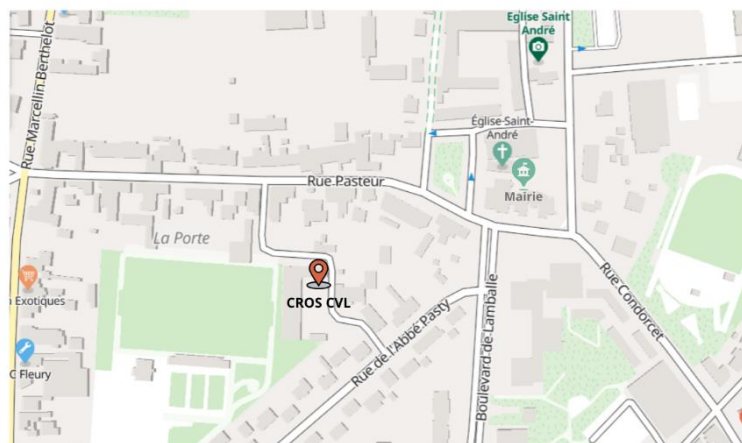 Eglise Saint
André
Rue Marcellin Berthelot
Église Saint-
André
Mairie
Rue Pasteur
La Porte
CROS CVL
Exotiques
C Fleury
Rue de l'Abbé Pasty
Boulevard de Lamballe
Rue Condorcet